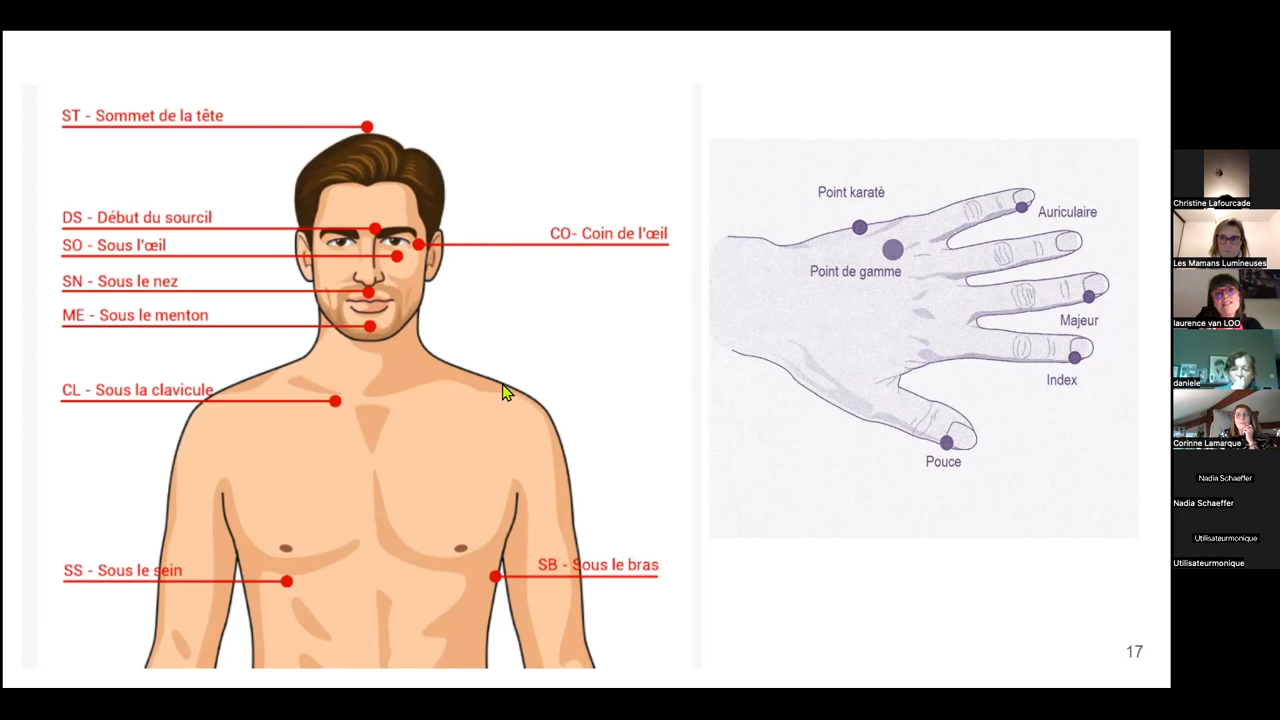 ST - Sommet de la tête
DS - Début du sourcil
SO - Sous l'œil
CO- Coin de l'œil
SN - Sous le nez
ME - Sous le menton
CL - Sous la clavicule
SS - Sous le sein
SB - Sous le bras
Point karaté
Auriculaire
Point de gamme
Majeur
Index
Pouce
17
Christine Lafourcade
Les Mamans Lumineuses
laurence van LOO
daniele
Corinne Lamarque
Nadia Schaeffer
Nadia Schaeffer
Utilisateurmonique
Utilisateurmonique